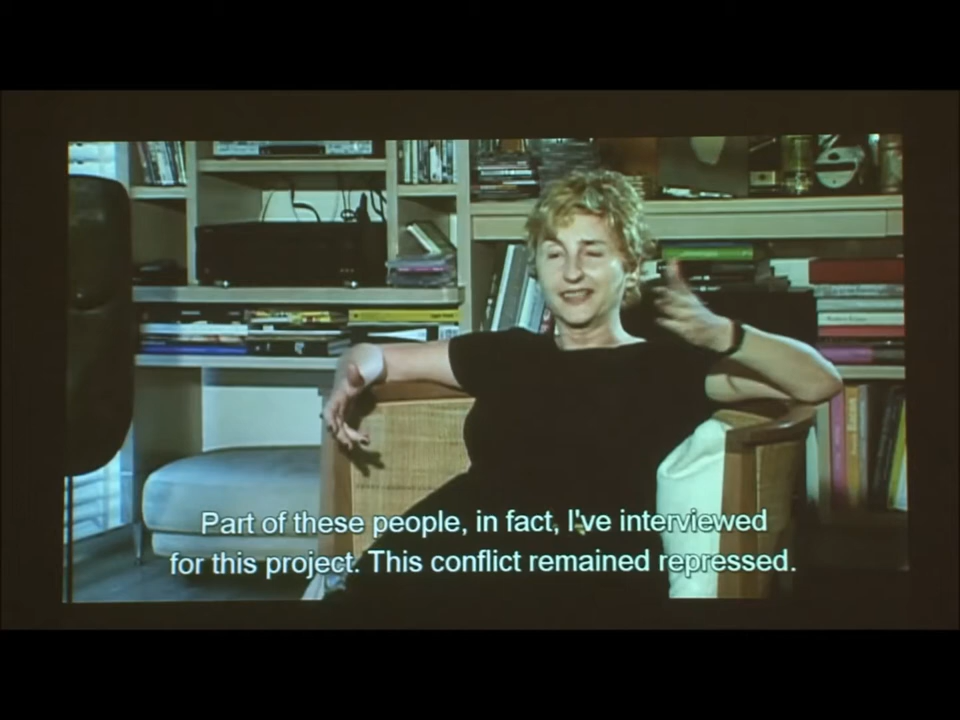 Part of these people, in fact, I've interviewed
for this project. This conflict remained repressed.